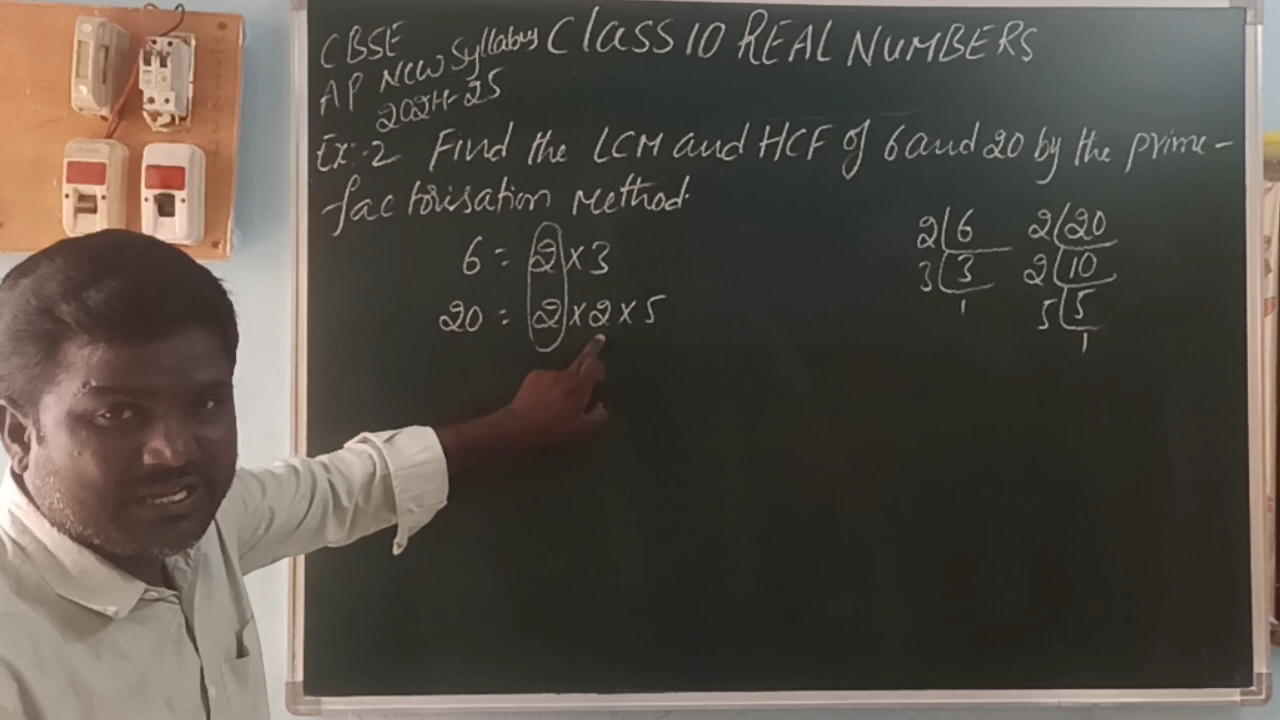 CBSE
AP New Syllabus
2024-25
Class 10 REAL NUMBERS
Ex:-2 Find the LCM and HCF of 6 and 20 by the prime-
factorisation Method.
6 = 2 × 3
20 = 2 × 2 × 5
2 6
3 3
1
2 20
2 10
5 5
1